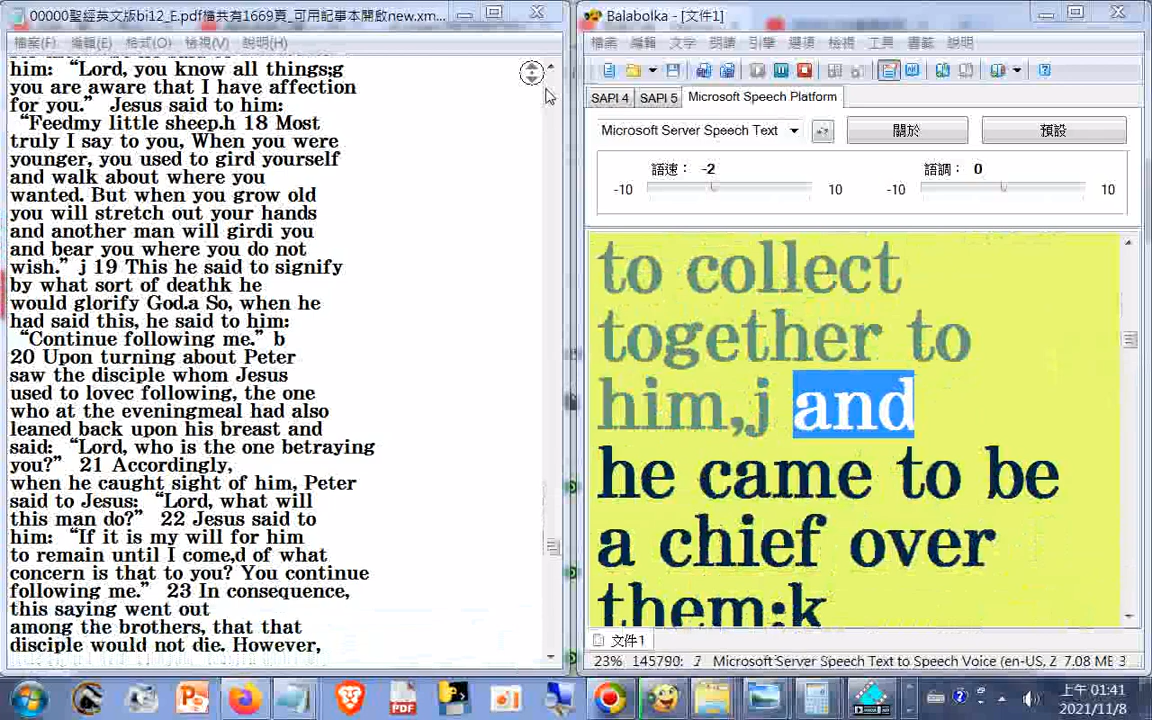 00000聖經英文版bi12_E.pdf檔共有1669頁_可用記事本開啟new.xm...
檔案(F) 編輯(E) 格式(O) 檢視(V) 說明(H)
him: “Lord, you know all things;g
you are aware that I have affection
for you.” Jesus said to him:
“Feedmy little sheep.h 18 Most
truly I say to you, When you were
younger, you used to gird yourself
and walk about where you
wanted. But when you grow old
you will stretch out your hands
and another man will girdi you
and bear you where you do not
wish.” j 19 This he said to signify
by what sort of deathk he
would glorify God.a So, when he
had said this, he said to him:
“Continue following me.” b
20 Upon turning about Peter
saw the disciple whom Jesus
used to lovec following, the one
who at the eveningmeal had also
leaned back upon his breast and
said: “Lord, who is the one betraying
you?” 21 Accordingly,
when he caught sight of him, Peter
said to Jesus: “Lord, what will
this man do?” 22 Jesus said to
him: “If it is my will for him
to remain until I come,d of what
concern is that to you? You continue
following me.” 23 In consequence,
this saying went out
among the brothers, that that
disciple would not die. However,
Balabolka - [文件1]
檔案 編輯 文字 朗讀 引擎 選項 檢視 工具 書籤 說明
SAPI 4 SAPI 5 Microsoft Speech Platform
Microsoft Server Speech Text 關於 預設
語速： -2 語調： 0
-10 10 -10 10
to collect
together to
him,j and
he came to be
a chief over
them:k
文件1
23% 145790: 7 Microsoft Server Speech Text to Speech Voice (en-US, Z 7.08 ME 3
PDF
上午 01:41
2021/11/8